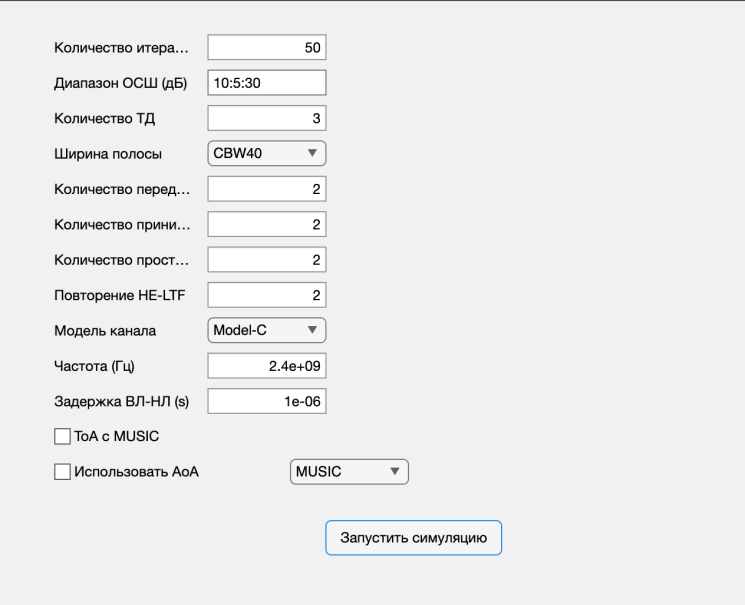 Количество итера... 50
Диапазон ОСШ (дБ) 10:5:30
Количество ТД 3
Ширина полосы CBW40
Количество перед... 2
Количество прини... 2
Количество прост... 2
Повторение HE-LTF 2
Модель канала Model-C
Частота (Гц) 2.4e+09
Задержка ВЛ-НЛ (s) 1e-06
ToA с MUSIC
Использовать AoA MUSIC
Запустить симуляцию